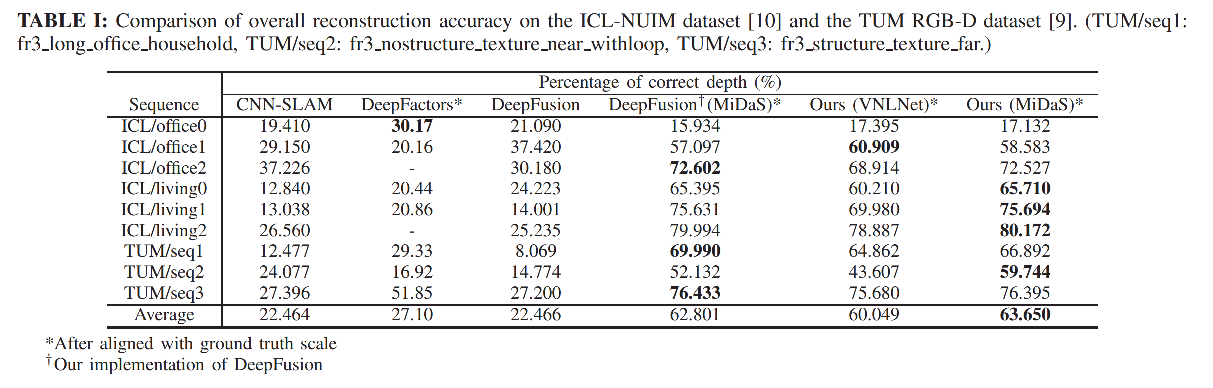 TABLE I: Comparison of overall reconstruction accuracy on the ICL-NUIM dataset [10] and the TUM RGB-D dataset [9]. (TUM/seq1:
fr3_long_office_household, TUM/seq2: fr3_nostructure_texture_near_withloop, TUM/seq3: fr3_structure_texture_far.)
Percentage of correct depth (%)
Sequence CNN-SLAM DeepFactors* DeepFusion DeepFusion†(MiDaS)* Ours (VNLNet)* Ours (MiDaS)*
ICL/office0 19.410 30.17 21.090 15.934 17.395 17.132
ICL/office1 29.150 20.16 37.420 57.097 60.909 58.583
ICL/office2 37.226 - 30.180 72.602 68.914 72.527
ICL/living0 12.840 20.44 24.223 65.395 60.210 65.710
ICL/living1 13.038 20.86 14.001 75.631 69.980 75.694
ICL/living2 26.560 - 25.235 79.994 78.887 80.172
TUM/seq1 12.477 29.33 8.069 69.990 64.862 66.892
TUM/seq2 24.077 16.92 14.774 52.132 43.607 59.744
TUM/seq3 27.396 51.85 27.200 76.433 75.680 76.395
Average 22.464 27.10 22.466 62.801 60.049 63.650
*After aligned with ground truth scale
†Our implementation of DeepFusion